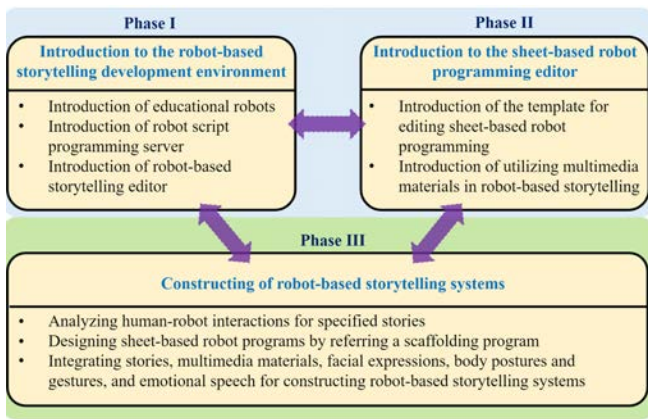 Phase I
Introduction to the robot-based
storytelling development environment
• Introduction of educational robots
• Introduction of robot script
programming server
• Introduction of robot-based
storytelling editor
Phase II
Introduction to the sheet-based robot
programming editor
• Introduction of the template for
editing sheet-based robot
programming
• Introduction of utilizing multimedia
materials in robot-based storytelling
Phase III
Constructing of robot-based storytelling systems
• Analyzing human-robot interactions for specified stories
• Designing sheet-based robot programs by referring a scaffolding program
• Integrating stories, multimedia materials, facial expressions, body postures and
gestures, and emotional speech for constructing robot-based storytelling systems